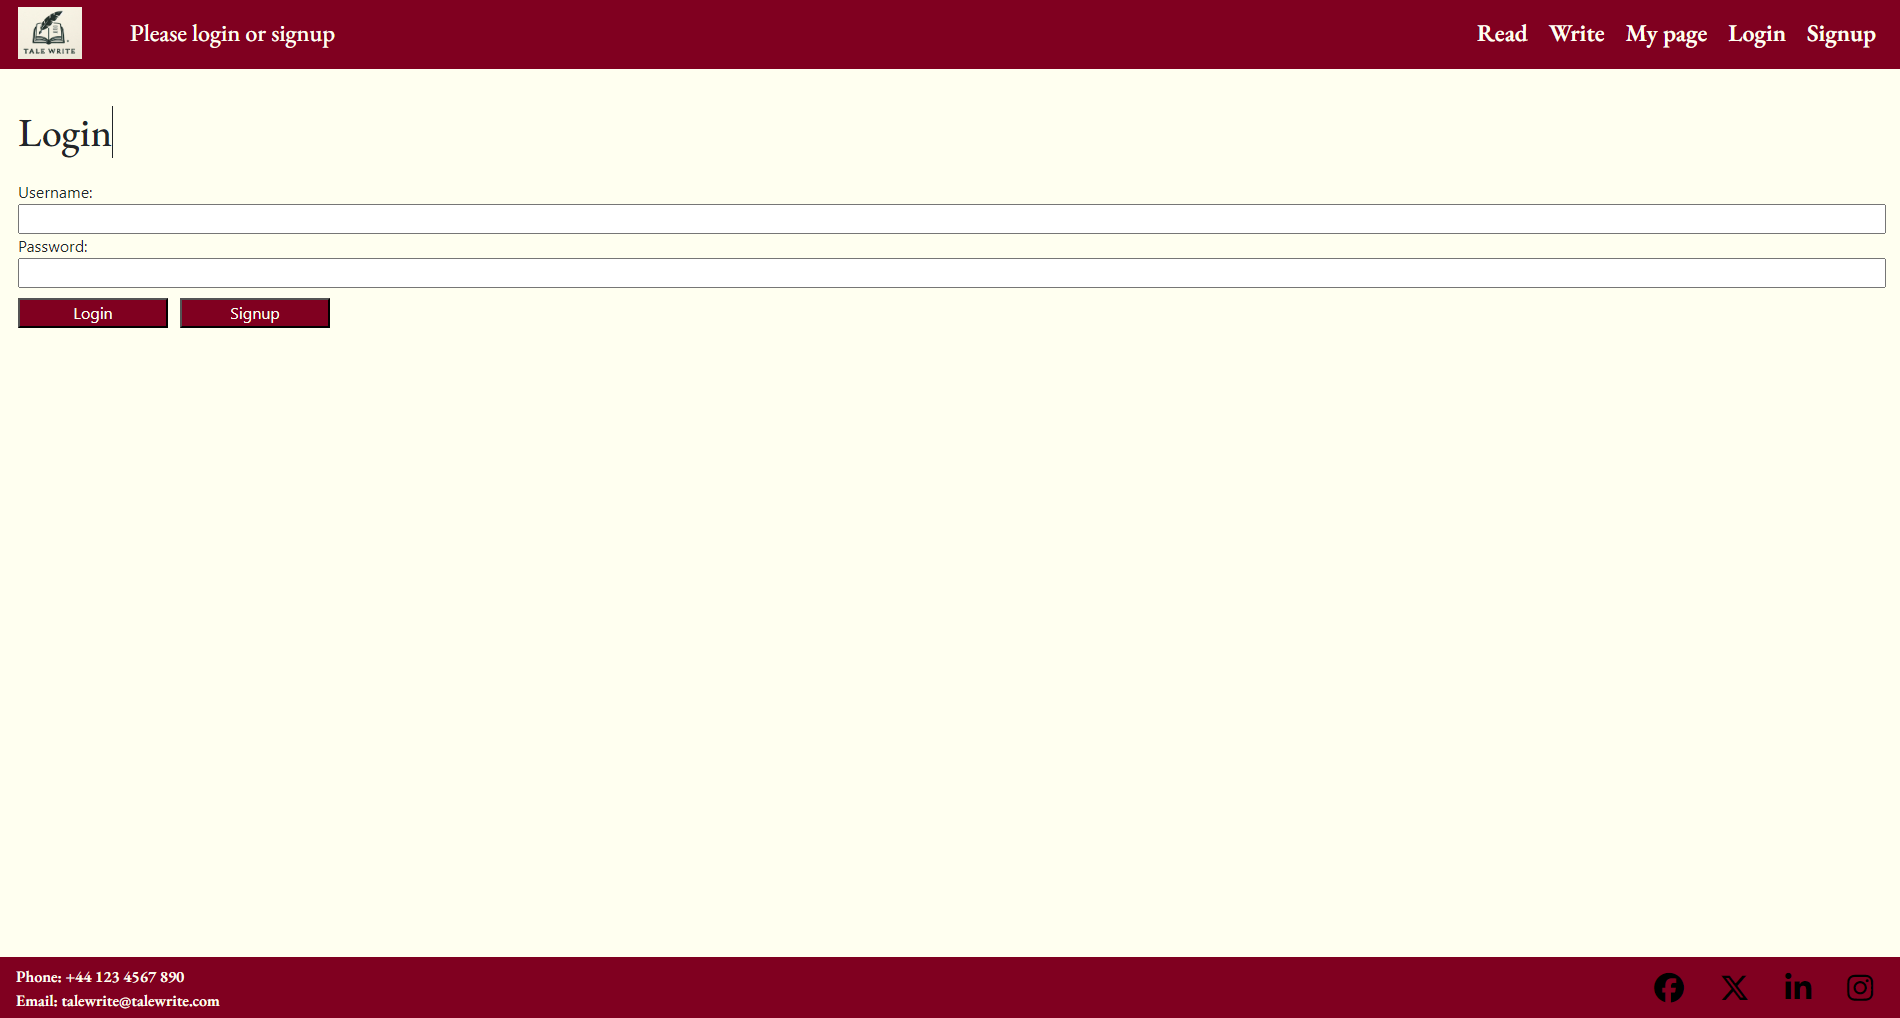 TALE WRITE
Please login or signup
Read Write My page Login Signup
Login
Username:
Password:
Login Signup
Phone: +44 123 4567 890
Email: talewrite@talewrite.com